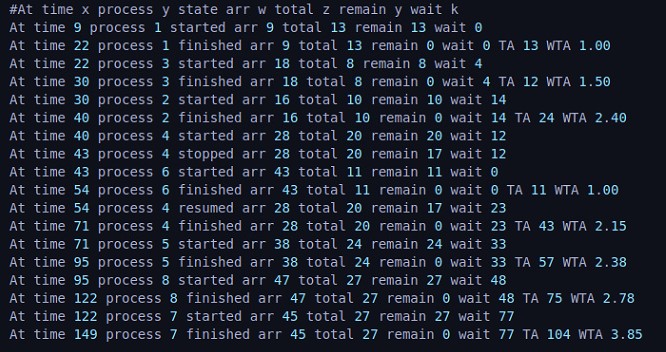 #At time x process y state arr w total z remain y wait k
At time 9 process 1 started arr 9 total 13 remain 13 wait 0
At time 22 process 1 finished arr 9 total 13 remain 0 wait 0 TA 13 WTA 1.00
At time 22 process 3 started arr 18 total 8 remain 8 wait 4
At time 30 process 3 finished arr 18 total 8 remain 0 wait 4 TA 12 WTA 1.50
At time 30 process 2 started arr 16 total 10 remain 10 wait 14
At time 40 process 2 finished arr 16 total 10 remain 0 wait 14 TA 24 WTA 2.40
At time 40 process 4 started arr 28 total 20 remain 20 wait 12
At time 43 process 4 stopped arr 28 total 20 remain 17 wait 12
At time 43 process 6 started arr 43 total 11 remain 11 wait 0
At time 54 process 6 finished arr 43 total 11 remain 0 wait 0 TA 11 WTA 1.00
At time 54 process 4 resumed arr 28 total 20 remain 17 wait 23
At time 71 process 4 finished arr 28 total 20 remain 0 wait 23 TA 43 WTA 2.15
At time 71 process 5 started arr 38 total 24 remain 24 wait 33
At time 95 process 5 finished arr 38 total 24 remain 0 wait 33 TA 57 WTA 2.38
At time 95 process 8 started arr 47 total 27 remain 27 wait 48
At time 122 process 8 finished arr 47 total 27 remain 0 wait 48 TA 75 WTA 2.78
At time 122 process 7 started arr 45 total 27 remain 27 wait 77
At time 149 process 7 finished arr 45 total 27 remain 0 wait 77 TA 104 WTA 3.85